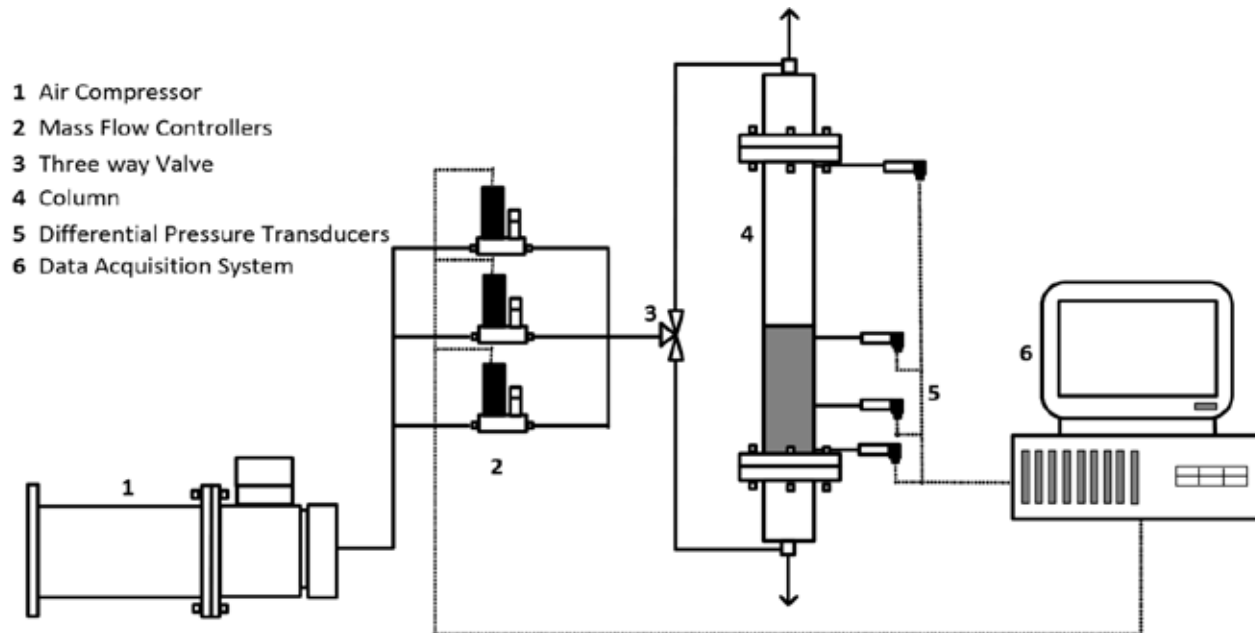 1 Air Compressor
2 Mass Flow Controllers
3 Three way Valve
4 Column
5 Differential Pressure Transducers
6 Data Acquisition System
4
3
6
5
2
1